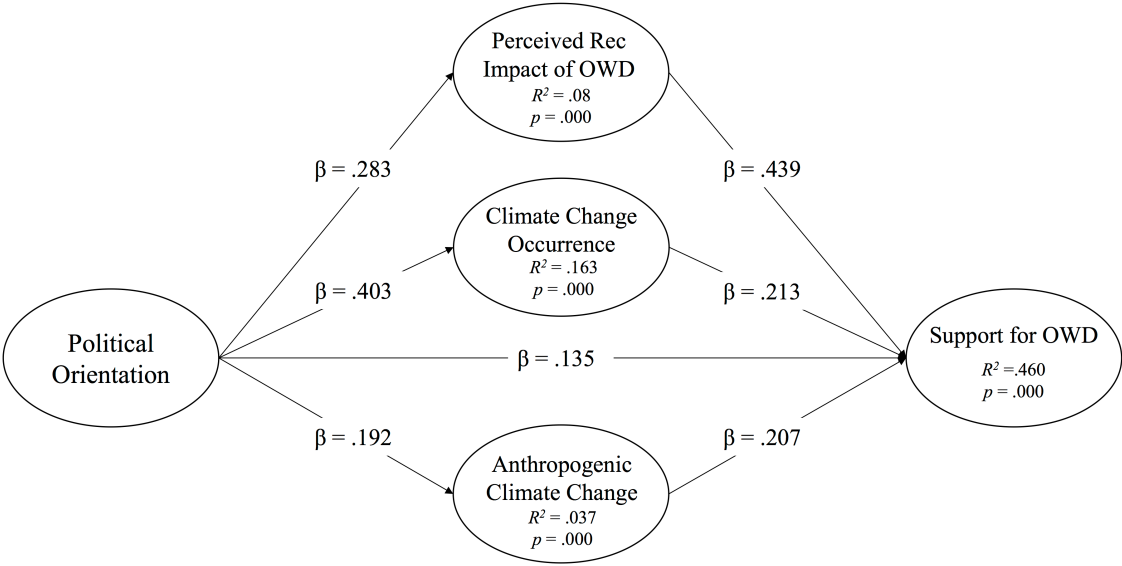 Perceived Rec
Impact of OWD
R² = .08
p = .000
β = .283
β = .439
Climate Change
Occurrence
R² = .163
p = .000
β = .403
β = .213
Political
Orientation
β = .135
Support for OWD
R² =.460
p = .000
β = .192
β = .207
Anthropogenic
Climate Change
R² = .037
p = .000